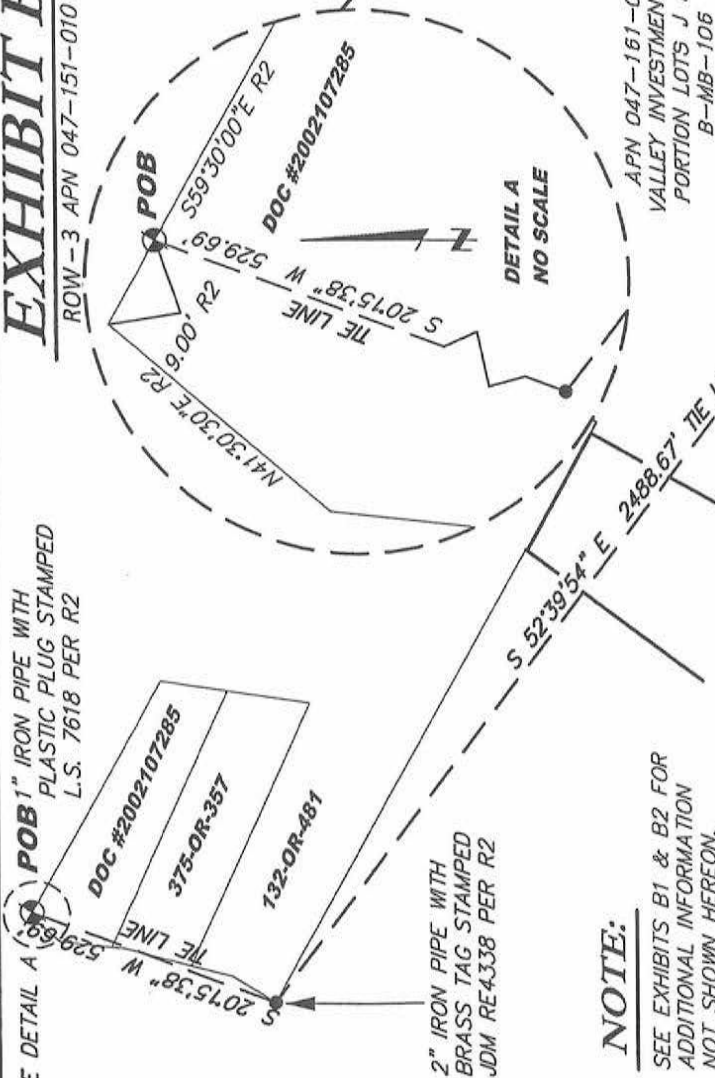 EXHIBIT
ROW-3 APN 047-151-010
E DETAIL A
POB
1" IRON PIPE WITH
PLASTIC PLUG STAMPED
L.S. 7618 PER R2
DOC #2002107285
375-OR-357
132-OR-481
529.69'
TIE LINE
S 20°15'38" W
2" IRON PIPE WITH
BRASS TAG STAMPED
JDM RE4338 PER R2
S 52°39'54" E 2488.67' TIE
POB
S59°30'00"E R2
DOC #2002107285
9.00' R2
N41°30'30"E R2
529.69'
TIE LINE
S 20°15'38" W
N
DETAIL A
NO SCALE
APN 047-161-0
VALLEY INVESTMEN
PORTION LOTS J
B-MB-106
NOTE:
SEE EXHIBITS B1 & B2 FOR
ADDITIONAL INFORMATION
NOT SHOWN HEREON.